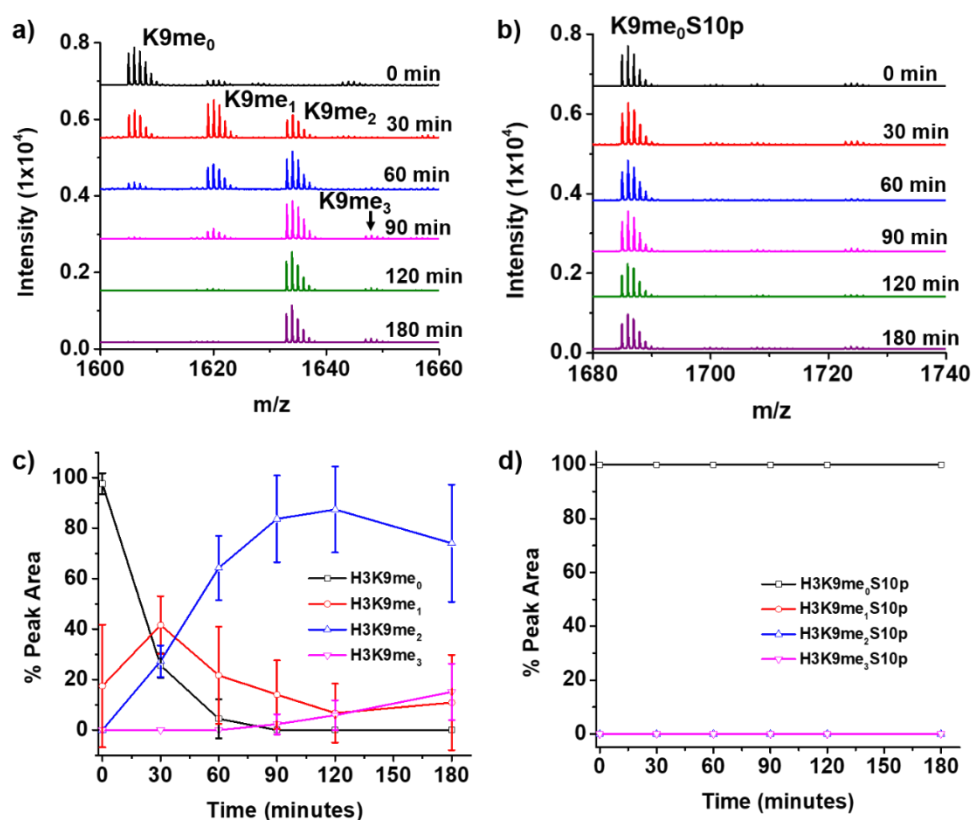 a)
K9me₀
0.8
0.6
0.4
0.2
0.0
Intensity (1x10⁴)
0 min
K9me₁
K9me₂
30 min
60 min
K9me₃
90 min
120 min
180 min
1600
1620
1640
1660
m/z
b)
K9me₀S10p
0.8
0.6
0.4
0.2
0.0
Intensity (1x10⁴)
0 min
30 min
60 min
90 min
120 min
180 min
1680
1700
1720
1740
m/z
c)
100
80
60
40
20
0
% Peak Area
H3K9me₀
H3K9me₁
H3K9me₂
H3K9me₃
0
30
60
90
120
150
180
Time (minutes)
d)
100
80
60
40
20
0
% Peak Area
H3K9me₀S10p
H3K9me₁S10p
H3K9me₂S10p
H3K9me₃S10p
0
30
60
90
120
150
180
Time (minutes)